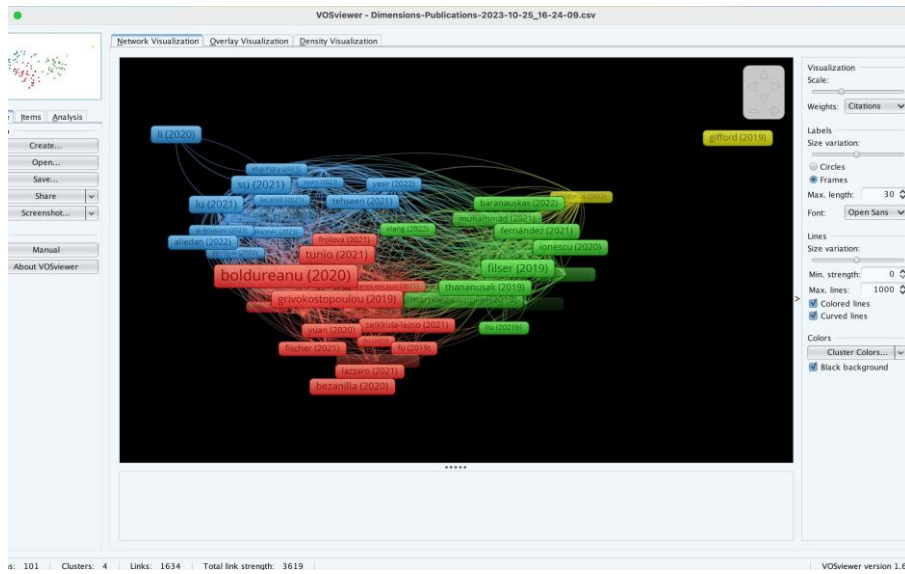 VOSviewer - Dimensions-Publications-2023-10-25_16-24-09.csv
Network Visualization Overlay Visualization Density Visualization
Items Analysis
Create...
Open...
Save...
Share
Screenshot...
Manual
About VOSviewer
li (2020)
gifford (2019)
su (2021)
yasir (2022)
lu (2021)
tehseen (2021)
baranauskas (2022)
muhammad (2021)
aliedan (2022)
frolova (2021)
xiang (2022)
fernández (2021)
tunio (2021)
ionescu (2020)
boldureanu (2020)
filser (2019)
thananusak (2019)
grivokostopoulou (2019)
yuan (2020)
seikkula-leino (2021)
liu (2021b)
fischer (2021)
fu (2019)
lazzaro (2021)
bezanilla (2020)
Visualization
Scale:
Weights: Citations
Labels
Size variation:
Circles
Frames
Max. length: 30
Font: Open Sans
Lines
Size variation:
Min. strength: 0
Max. lines: 1000
Colored lines
Curved lines
Colors
Cluster Colors...
Black background
101 Clusters: 4 Links: 1634 Total link strength: 3619
VOSviewer version 1.6